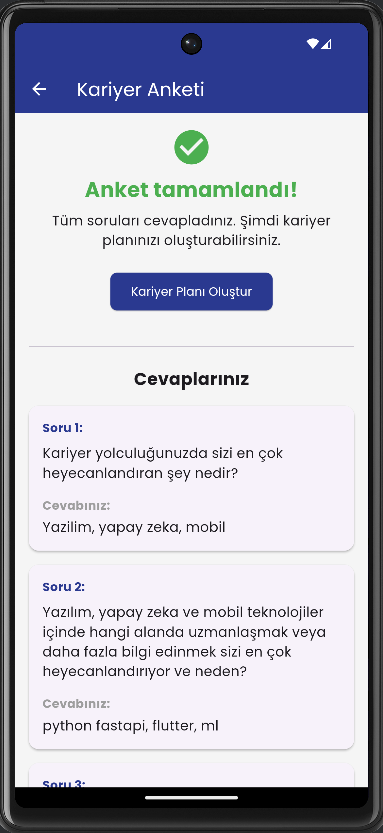 Kariyer Anketi
Anket tamamlandı!
Tüm soruları cevapladınız. Şimdi kariyer
planınızı oluşturabilirsiniz.
Kariyer Planı Oluştur
Cevaplarınız
Soru 1:
Kariyer yolculuğunuzda sizi en çok
heyecanlandıran şey nedir?
Cevabınız:
Yazilim, yapay zeka, mobil
Soru 2:
Yazılım, yapay zeka ve mobil teknolojiler
içinde hangi alanda uzmanlaşmak veya
daha fazla bilgi edinmek sizi en çok
heyecanlandırıyor ve neden?
Cevabınız:
python fastapi, flutter, ml
Soru 3: